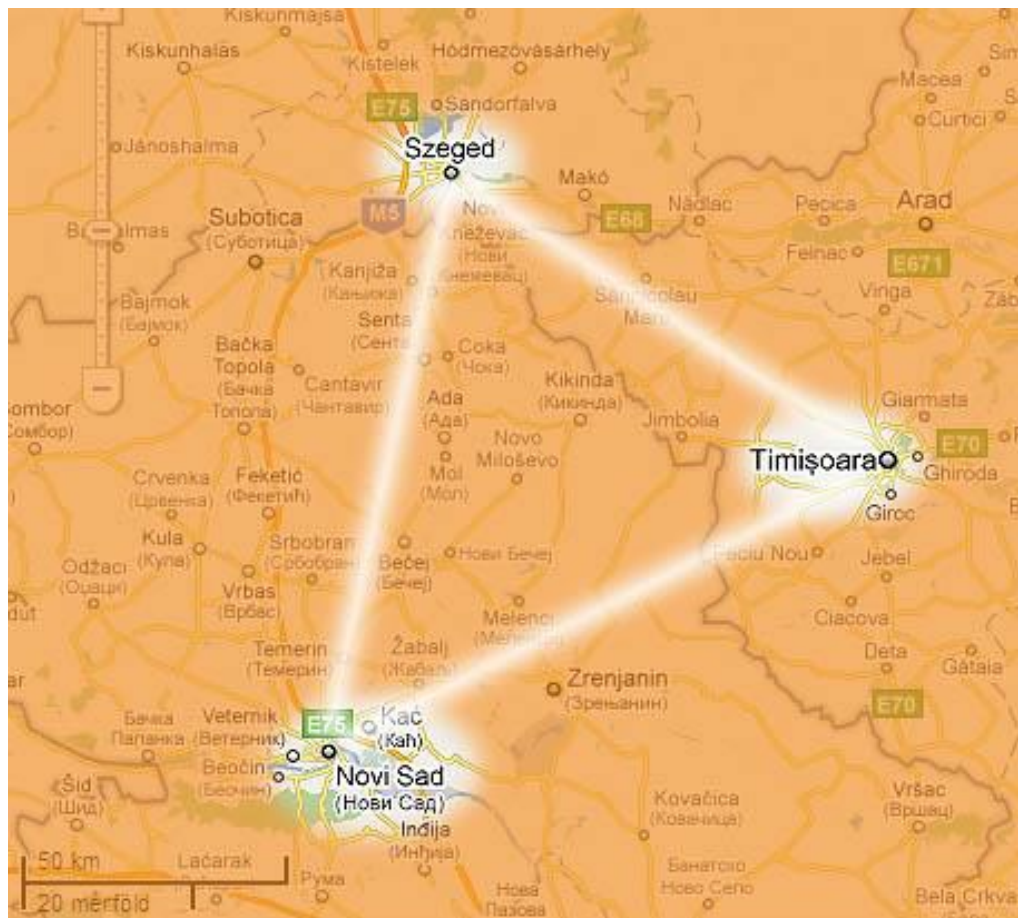 Kiskunmajsa
Kiskunhalas
Kistelek
Hódmezővásárhely
Macea
E75
Sandorfalva
Curtici
Jánoshalma
Szeged
Makó
M5
E68
Nădlac
Pecica
Arad
Subotica
(Суботица)
Felnac
E671
Kanjiža
(Кањижа)
Vinga
Bajmok
(Бајмок)
Senta
(Сента)
Bačka
Topola
(Бачка
Топола)
Coka
(Чока)
Cantavir
(Чантавир)
Kikinda
(Кикинда)
Ada
(Ада)
Jimbolia
Giarmata
Novo
Miloševo
E70
Timișoara
Ghiroda
Mol
(Мол)
Crvenka
(Црвенка)
Feketić
(Фекетић)
Giroc
Kula
(Кула)
Srbobran
(Србобран)
Bečej
(Бечеј)
Нови Бечеј
Jebel
Odžaci
(Оџаци)
Vrbas
(Врбас)
Melenci
Ciacova
Temerin
(Темерин)
Žabalj
Deta
Gătaia
Zrenjanin
(Зрењанин)
E70
E75
Veternik
(Ветерник)
Kać
(Каћ)
Бачка
Паланка
Beočin
(Беочин)
Novi Sad
(Нови Сад)
Šid
(Шид)
Inđija
(Инђија)
Kovačica
(Ковачица)
Vršac
(Вршац)
50 km
Laćarak
Рума
Банатско
Ново Село
Нова
Пазова
Bela Crkva
20 mérföld